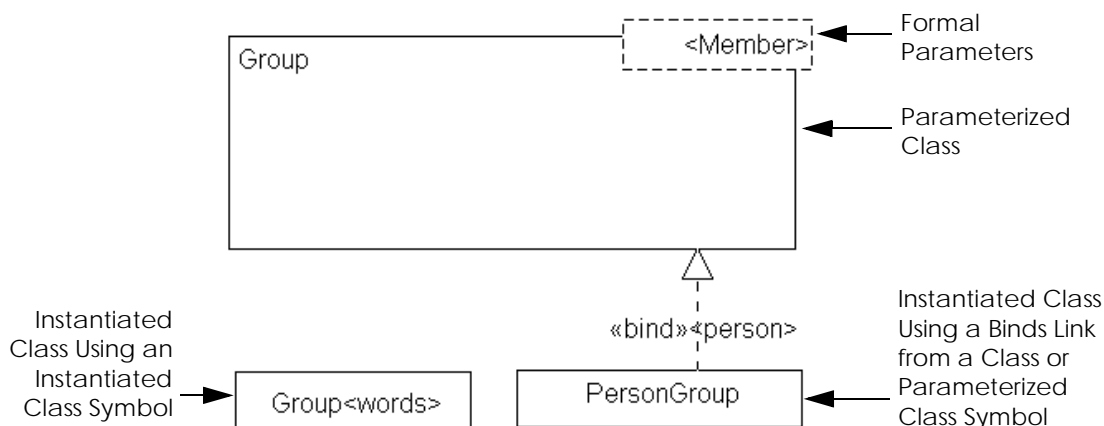 <Member>
Formal
Parameters
Group
Parameterized
Class
«bind»<person>
Instantiated
Class Using an
Instantiated
Class Symbol
Group<words>
PersonGroup
Instantiated Class
Using a Binds Link
from a Class or
Parameterized
Class Symbol